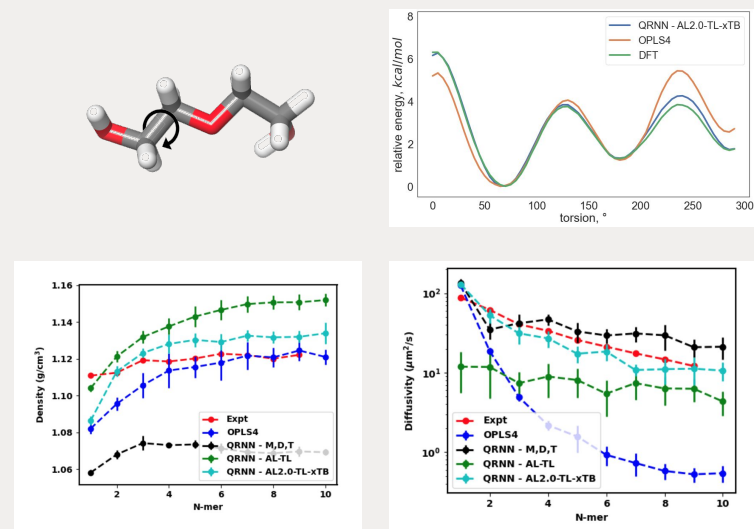 8
6
4
2
0
relative energy, kcal/mol
QRNN - AL2.0-TL-xTB
OPLS4
DFT
0 50 100 150 200 250 300
torsion, °
1.16
1.14
1.12
1.10
1.08
1.06
Density (g/cm³)
Expt
OPLS4
QRNN - M,D,T
QRNN - AL-TL
QRNN - AL2.0-TL-xTB
2 4 6 8 10
N-mer
10²
10¹
10⁰
Diffusivity (μm²/s)
Expt
OPLS4
QRNN - M,D,T
QRNN - AL-TL
QRNN - AL2.0-TL-xTB
2 4 6 8 10
N-mer